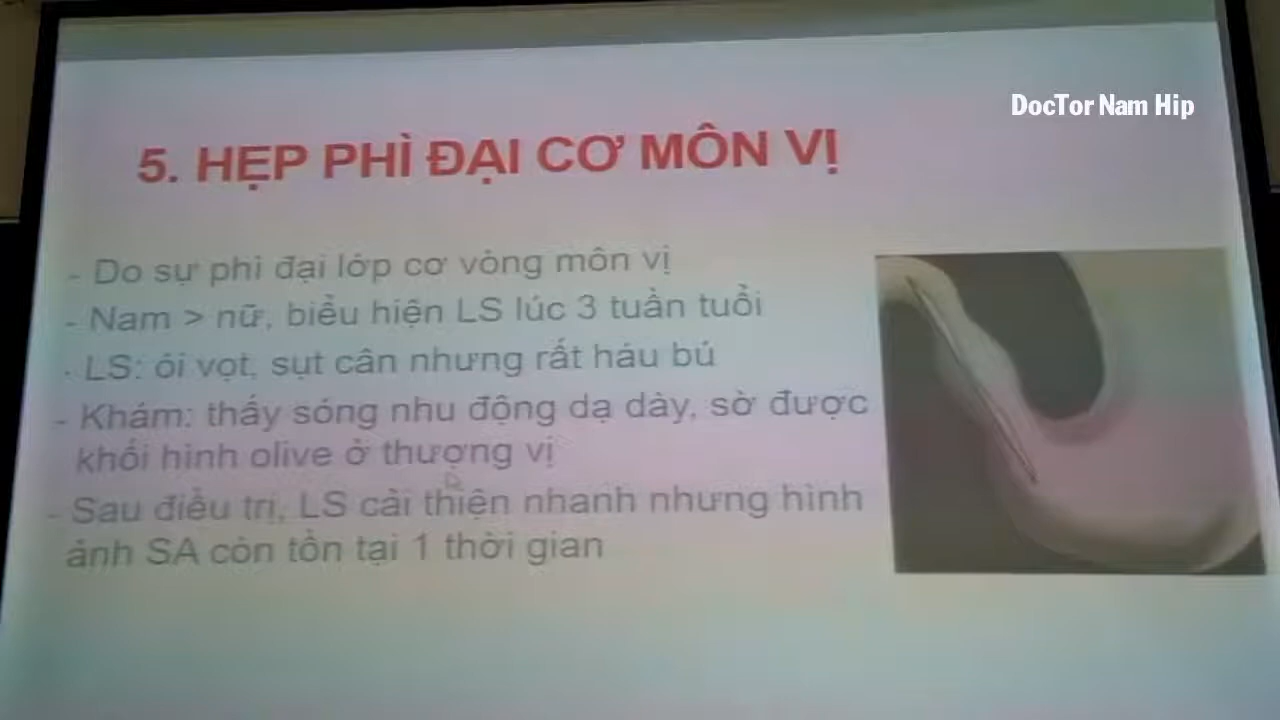 DocTor Nam Hip
5. HẸP PHÌ ĐẠI CƠ MÔN VỊ
- Do sự phì đại lớp cơ vòng môn vị
- Nam > nữ, biểu hiện LS lúc 3 tuần tuổi
- LS: ói vọt, sụt cân nhưng rất háu bú
- Khám: thấy sóng nhu động dạ dày, sờ được
khối hình olive ở thượng vị
- Sau điều trị, LS cải thiện nhanh nhưng hình
ảnh SA còn tồn tại 1 thời gian